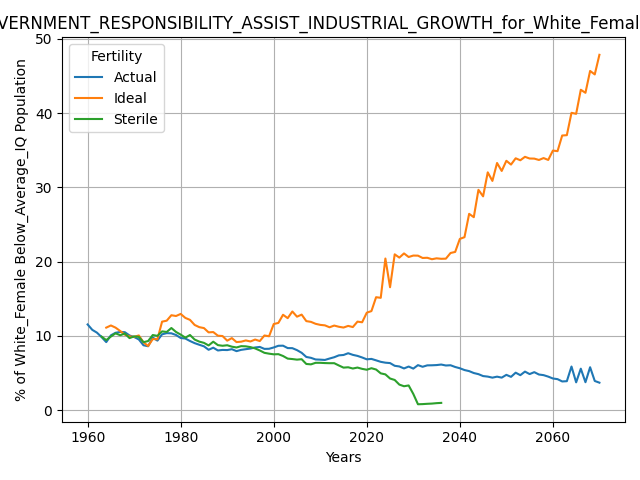 VERNMENT_RESPONSIBILITY_ASSIST_INDUSTRIAL_GROWTH_for_White_Femal
% of White_Female Below_Average_IQ Population
50
40
30
20
10
0
Fertility
Actual
Ideal
Sterile
1960 1980 2000 2020 2040 2060
Years